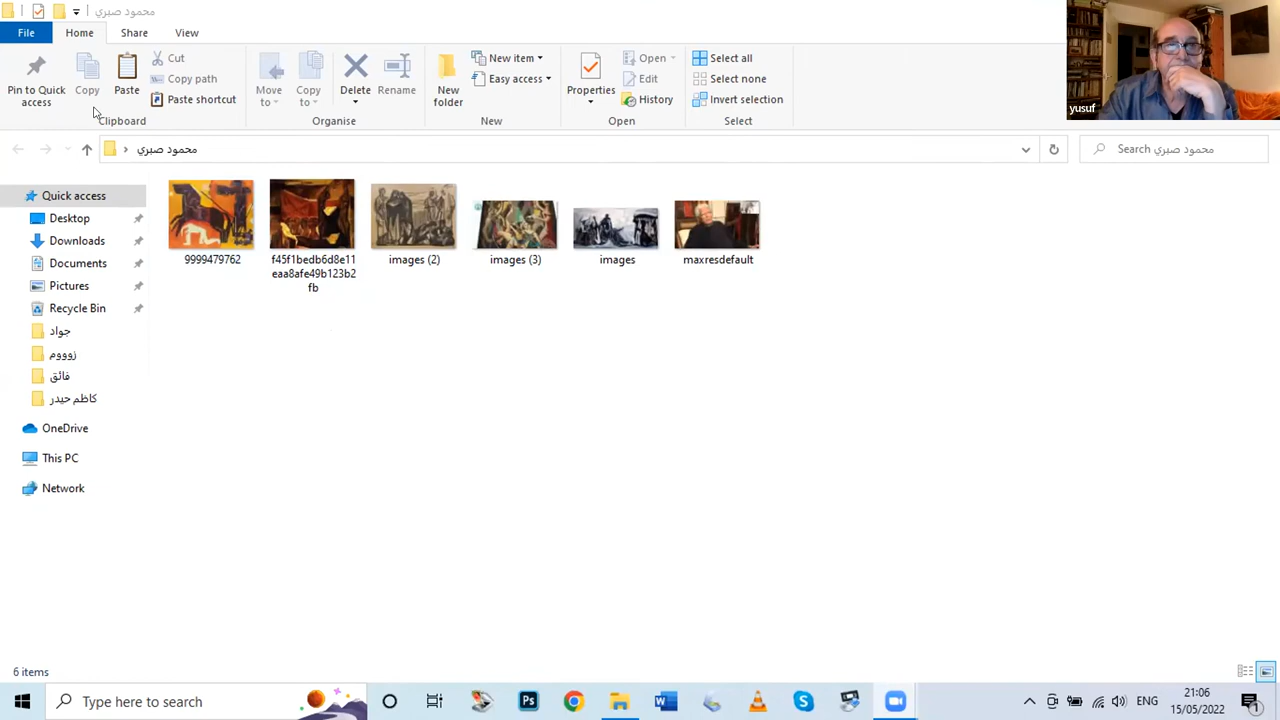 محمود صبري
File Home Share View
Pin to Quick access
Copy
Paste
Cut
Copy path
Paste shortcut
Clipboard
Move to
Copy to
Delete
Rename
Organise
New folder
New item
Easy access
New
Properties
Open
Edit
History
Open
Select all
Select none
Invert selection
Select
yusuf
محمود صبري
Search محمود صبري
Quick access
Desktop
Downloads
Documents
Pictures
Recycle Bin
جواد
زوووم
فائق
كاظم حيدر
OneDrive
This PC
Network
9999479762
f45f1bedb6d8e11
eaa8afe49b123b2
fb
images (2)
images (3)
images
maxresdefault
6 items
Type here to search
Ps
W
S
ENG
21:06
15/05/2022
1